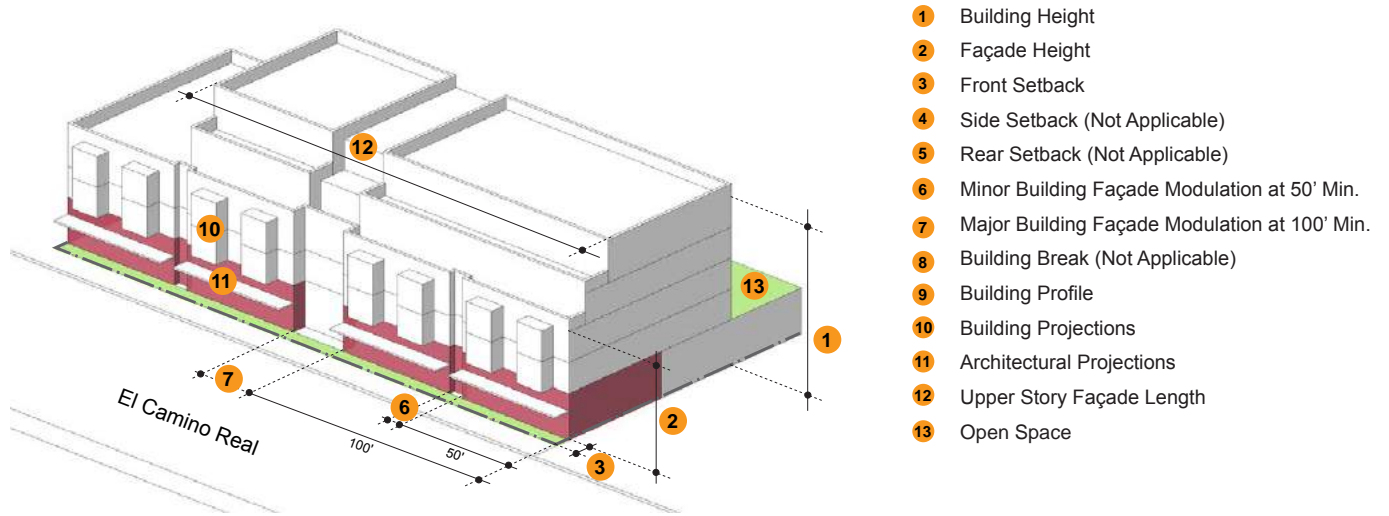 1 Building Height
2 Façade Height
3 Front Setback
4 Side Setback (Not Applicable)
5 Rear Setback (Not Applicable)
6 Minor Building Façade Modulation at 50’ Min.
7 Major Building Façade Modulation at 100’ Min.
8 Building Break (Not Applicable)
9 Building Profile
10 Building Projections
11 Architectural Projections
12 Upper Story Façade Length
13 Open Space
12
10
11
13
1
7
6
2
3
100'
50'
El Camino Real